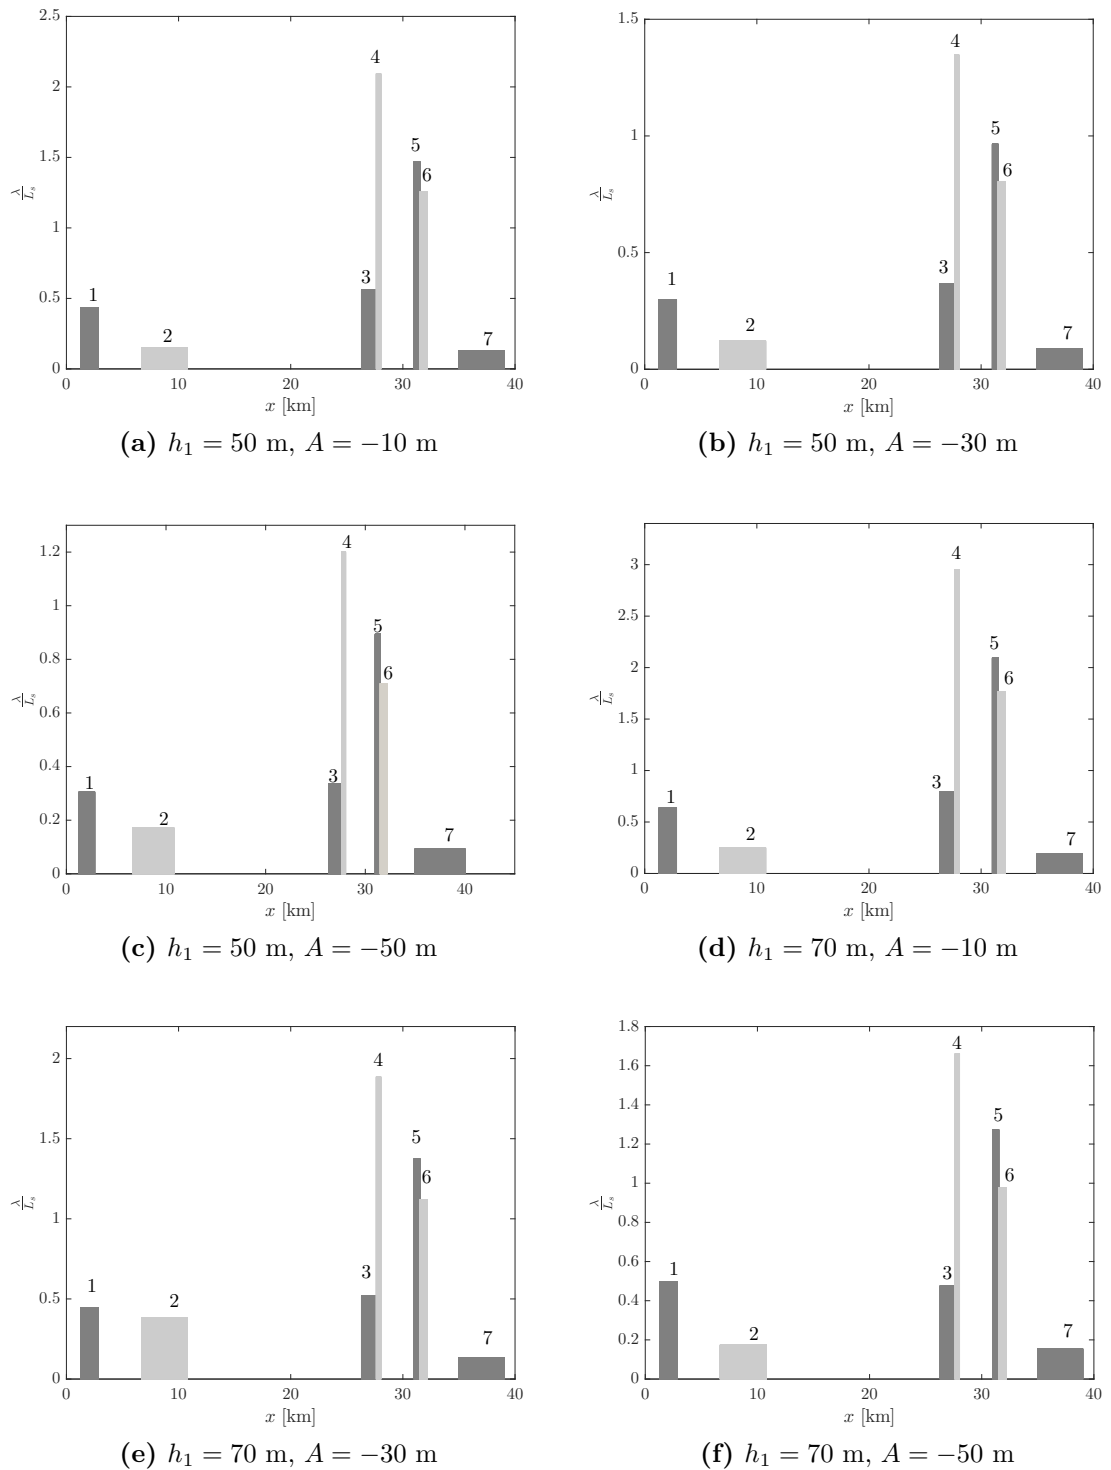 2.5
2
1.5
1
0.5
0
0 10 20 30 40
λ/L_s
x [km]
1 2 3 4 5 6 7
(a) h₁ = 50 m, A = −10 m
1.5
1
0.5
0
0 10 20 30 40
λ/L_s
x [km]
1 2 3 4 5 6 7
(b) h₁ = 50 m, A = −30 m
1.2
1
0.8
0.6
0.4
0.2
0
0 10 20 30 40
λ/L_s
x [km]
1 2 3 4 5 6 7
(c) h₁ = 50 m, A = −50 m
3
2.5
2
1.5
1
0.5
0
0 10 20 30 40
λ/L_s
x [km]
1 2 3 4 5 6 7
(d) h₁ = 70 m, A = −10 m
2
1.5
1
0.5
0
0 10 20 30 40
λ/L_s
x [km]
1 2 3 4 5 6 7
(e) h₁ = 70 m, A = −30 m
1.8
1.6
1.4
1.2
1
0.8
0.6
0.4
0.2
0
0 10 20 30 40
λ/L_s
x [km]
1 2 3 4 5 6 7
(f) h₁ = 70 m, A = −50 m